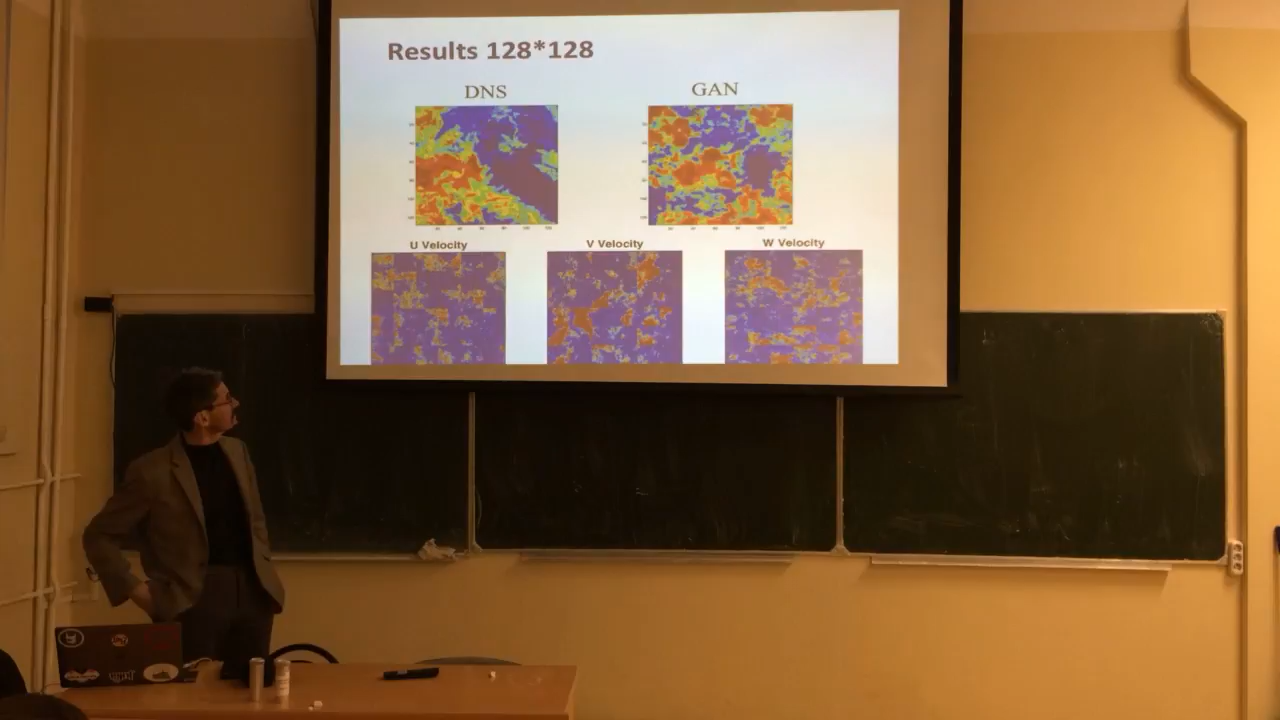 Results 128*128
DNS
GAN
U Velocity
V Velocity
W Velocity